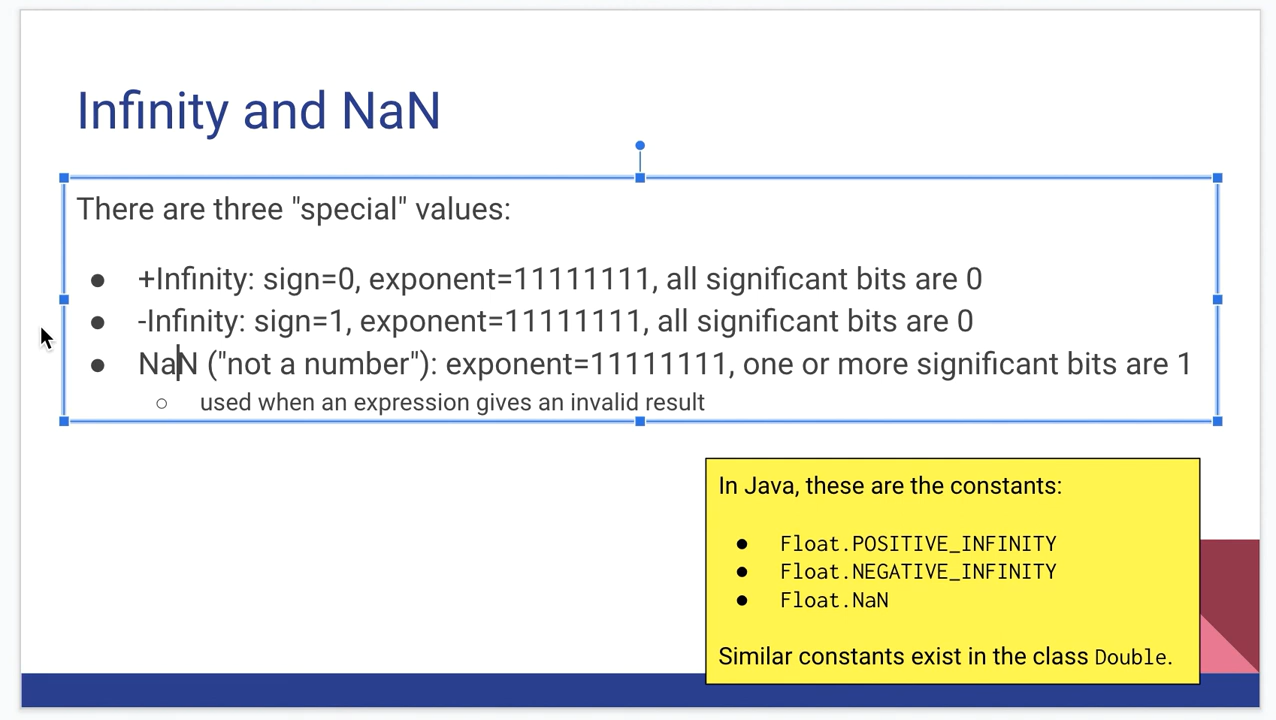 Infinity and NaN
There are three "special" values:
● +Infinity: sign=0, exponent=11111111, all significant bits are 0
● -Infinity: sign=1, exponent=11111111, all significant bits are 0
● NaN ("not a number"): exponent=11111111, one or more significant bits are 1
○ used when an expression gives an invalid result
In Java, these are the constants:
● Float.POSITIVE_INFINITY
● Float.NEGATIVE_INFINITY
● Float.NaN
Similar constants exist in the class Double.